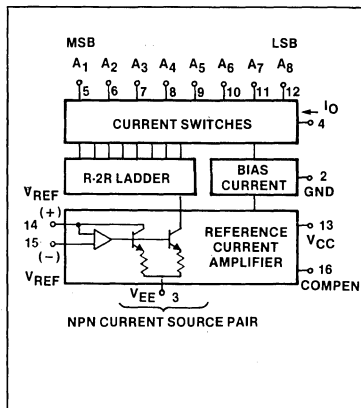 MSB LSB
A1 A2 A3 A4 A5 A6 A7 A8
5 6 7 8 9 10 11 12
IO
CURRENT SWITCHES
4
R-2R LADDER
BIAS
CURRENT
2
GND
VREF
(+)
14
15
(−)
VREF
REFERENCE
CURRENT
AMPLIFIER
13
VCC
16
COMPEN
VEE 3
NPN CURRENT SOURCE PAIR